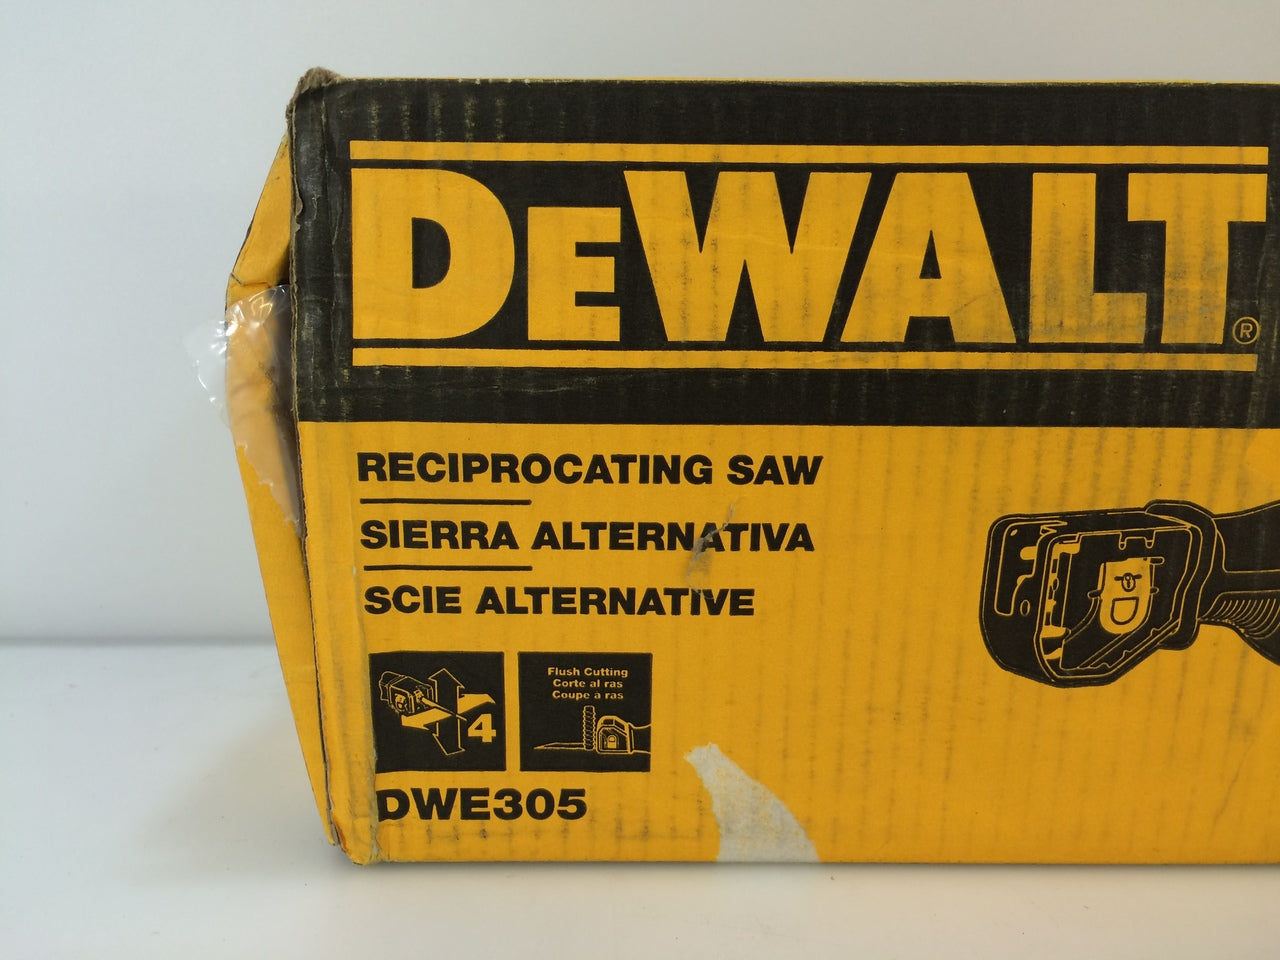 DEWALT®
RECIPROCATING SAW
SIERRA ALTERNATIVA
SCIE ALTERNATIVE
4
Flush Cutting
Corte al ras
Coupe a ras
DWE305